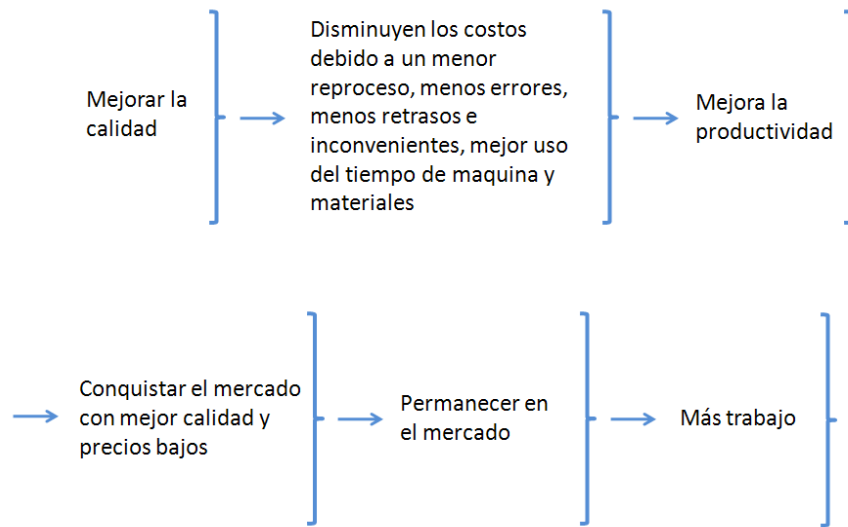 Mejorar la
calidad
Disminuyen los costos
debido a un menor
reproceso, menos errores,
menos retrasos e
inconvenientes, mejor uso
del tiempo de maquina y
materiales
Mejora la
productividad
Conquistar el mercado
con mejor calidad y
precios bajos
Permanecer en
el mercado
Más trabajo